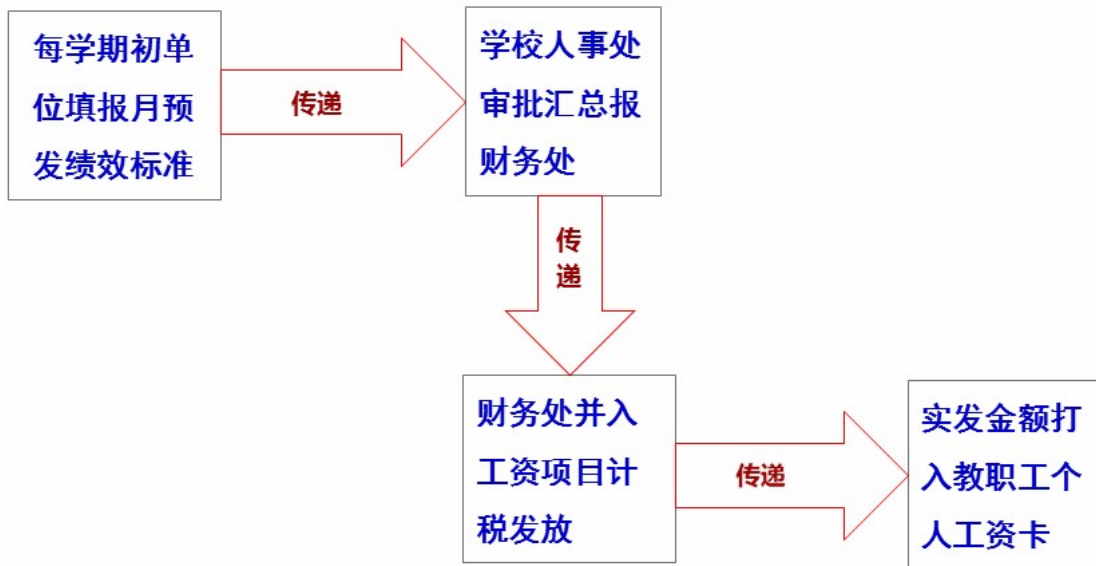 每学期初单
位填报月预
发绩效标准
传递
学校人事处
审批汇总报
财务处
传
递
财务处并入
工资项目计
税发放
传递
实发金额打
入教职工个
人工资卡